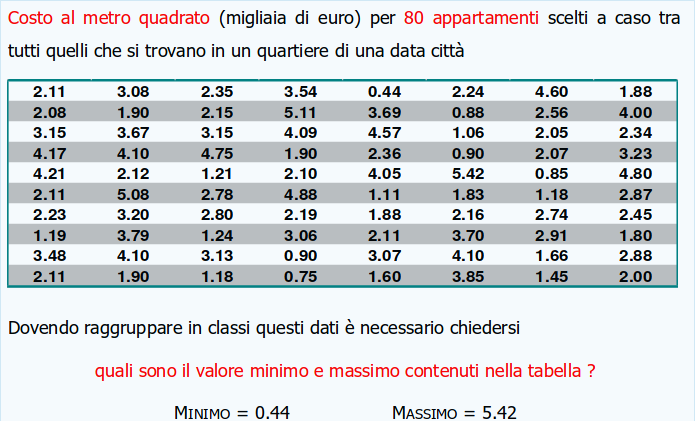 Costo al metro quadrato (migliaia di euro) per 80 appartamenti scelti a caso tra
tutti quelli che si trovano in un quartiere di una data città
2.11 3.08 2.35 3.54 0.44 2.24 4.60 1.88
2.08 1.90 2.15 5.11 3.69 0.88 2.56 4.00
3.15 3.67 3.15 4.09 4.57 1.06 2.05 2.34
4.17 4.10 4.75 1.90 2.36 0.90 2.07 3.23
4.21 2.12 1.21 2.10 4.05 5.42 0.85 4.80
2.11 5.08 2.78 4.88 1.11 1.83 1.18 2.87
2.23 3.20 2.80 2.19 1.88 2.16 2.74 2.45
1.19 3.79 1.24 3.06 2.11 3.70 2.91 1.80
3.48 4.10 3.13 0.90 3.07 4.10 1.66 2.88
2.11 1.90 1.18 0.75 1.60 3.85 1.45 2.00
Dovendo raggruppare in classi questi dati è necessario chiedersi
quali sono il valore minimo e massimo contenuti nella tabella ?
MINIMO = 0.44 MASSIMO = 5.42